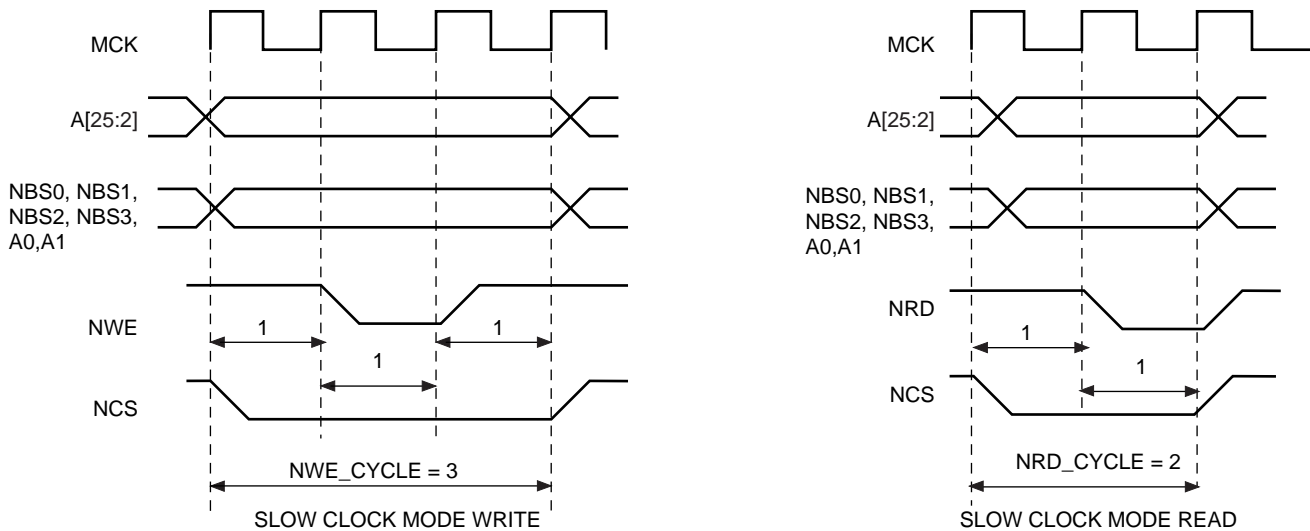 MCK
A[25:2]
NBS0, NBS1,
NBS2, NBS3,
A0,A1
NWE
1
1
1
NCS
NWE_CYCLE = 3
SLOW CLOCK MODE WRITE
MCK
A[25:2]
NBS0, NBS1,
NBS2, NBS3,
A0,A1
NRD
1
1
NCS
NRD_CYCLE = 2
SLOW CLOCK MODE READ